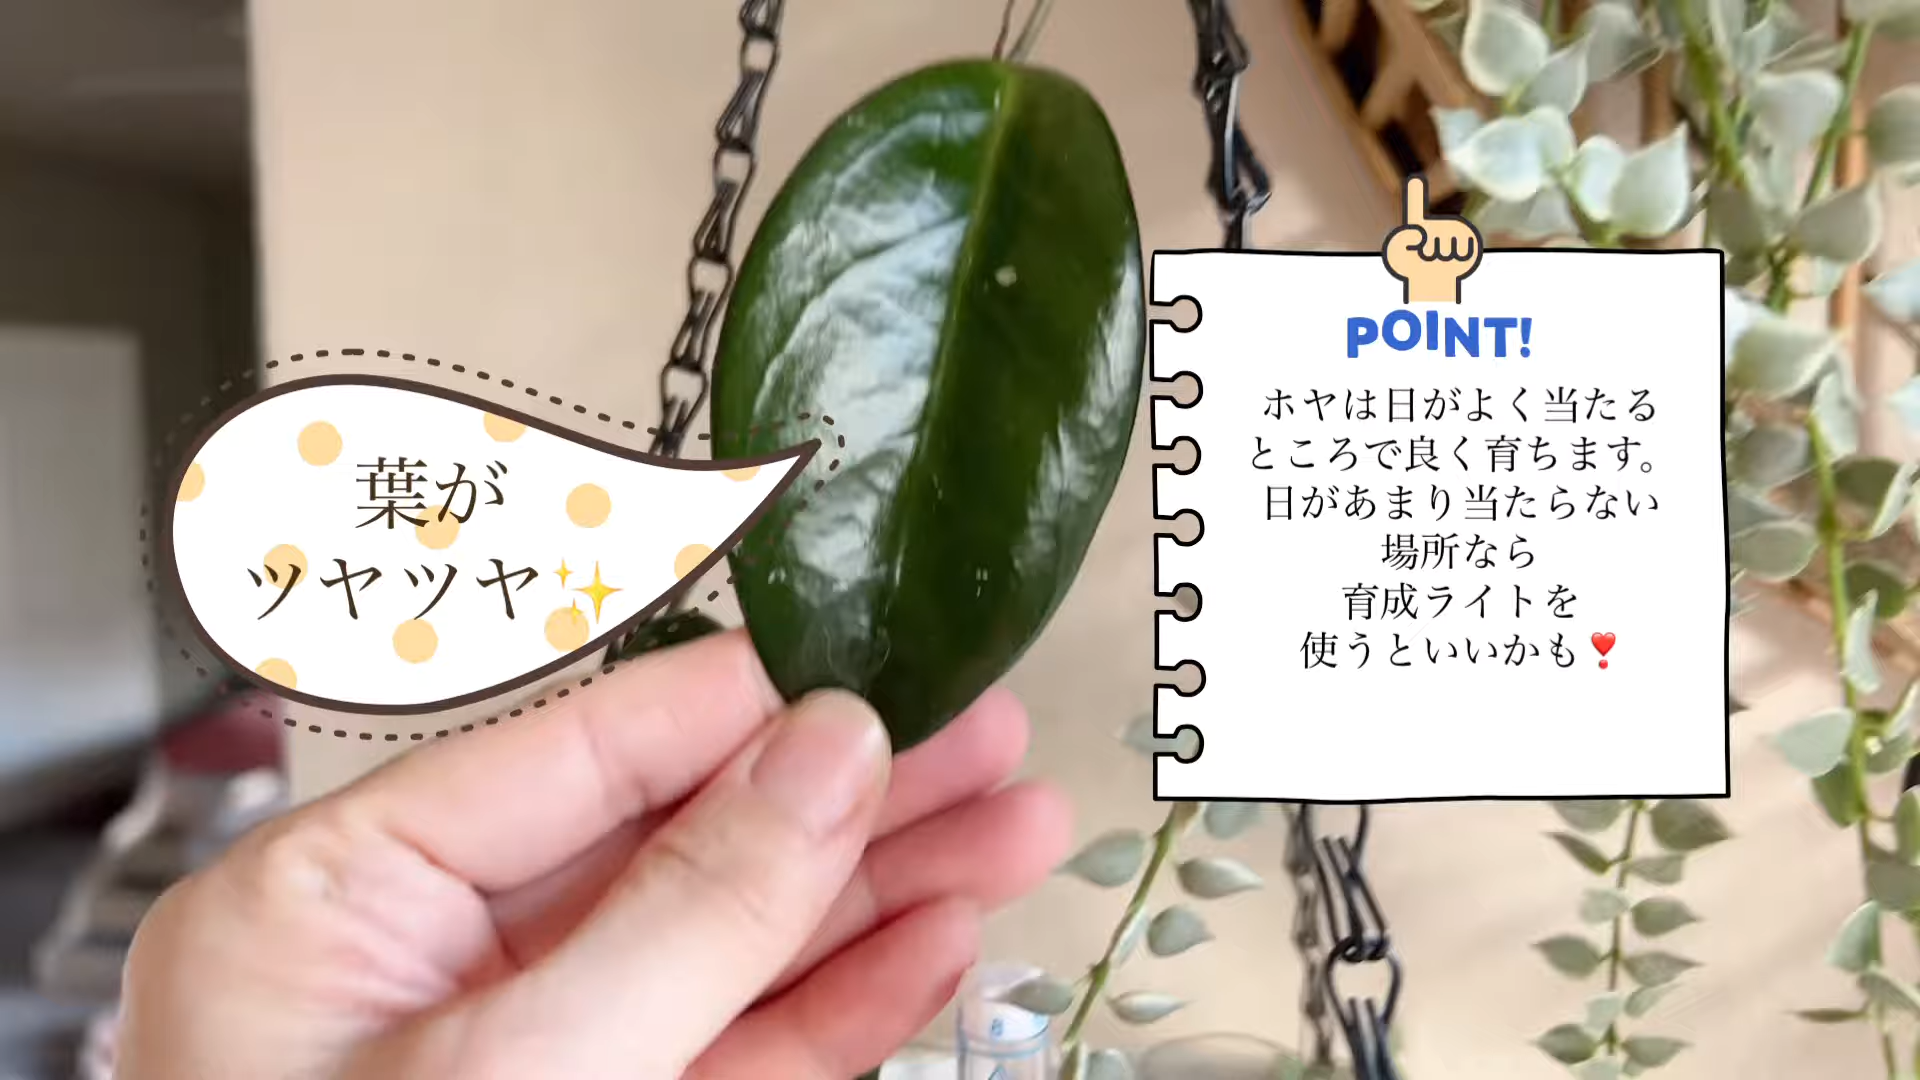 葉が
ツヤツヤ✨
POINT!
ホヤは日がよく当たる
ところで良く育ちます。
日があまり当たらない
場所なら
育成ライトを
使うといいかも❣️
8